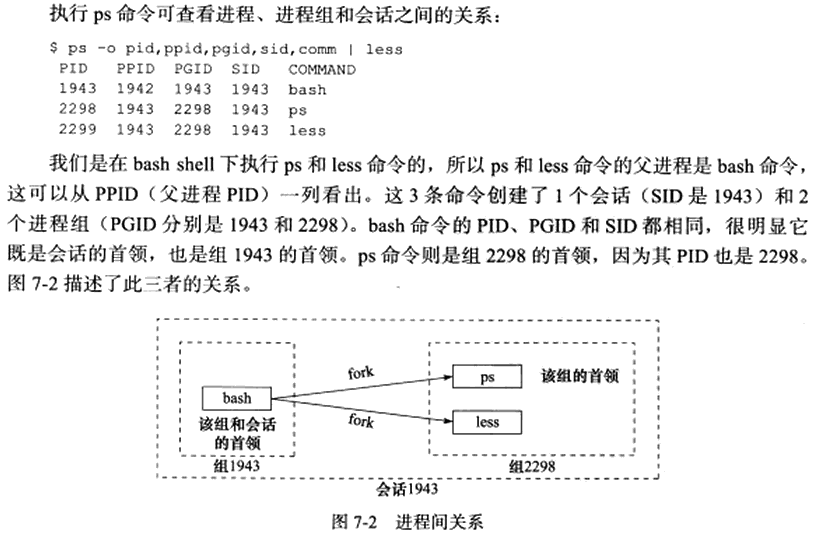 执行 ps 命令可查看进程、进程组和会话之间的关系：
$ ps -o pid,ppid,pgid,sid,comm | less
PID PPID PGID SID COMMAND
1943 1942 1943 1943 bash
2298 1943 2298 1943 ps
2299 1943 2298 1943 less
我们是在 bash shell 下执行 ps 和 less 命令的，所以 ps 和 less 命令的父进程是 bash 命令，
这可以从 PPID（父进程 PID）一列看出。这 3 条命令创建了 1 个会话（SID 是 1943）和 2
个进程组（PGID 分别是 1943 和 2298）。bash 命令的 PID、PGID 和 SID 都相同，很明显它
既是会话的首领，也是组 1943 的首领。ps 命令则是组 2298 的首领，因为其 PID 也是 2298。
图 7-2 描述了此三者的关系。
fork
ps 该组的首领
bash
fork
less
该组和会话
的首领
组1943
组2298
会话1943
图 7-2 进程间关系